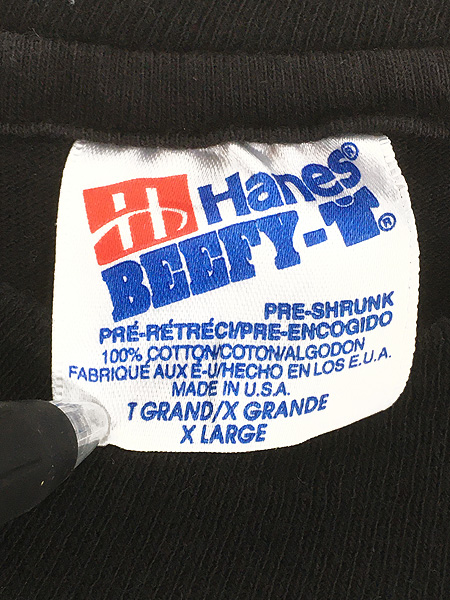 H Hanes®
BEEFY-T®
PRE-SHRUNK
PRÉ-RÉTRÉCI/PRE-ENCOGIDO
100% COTTON/COTON/ALGODON
FABRIQUÉ AUX É-U/HECHO EN LOS E.U.A.
MADE IN U.S.A.
T GRAND/X GRANDE
X LARGE